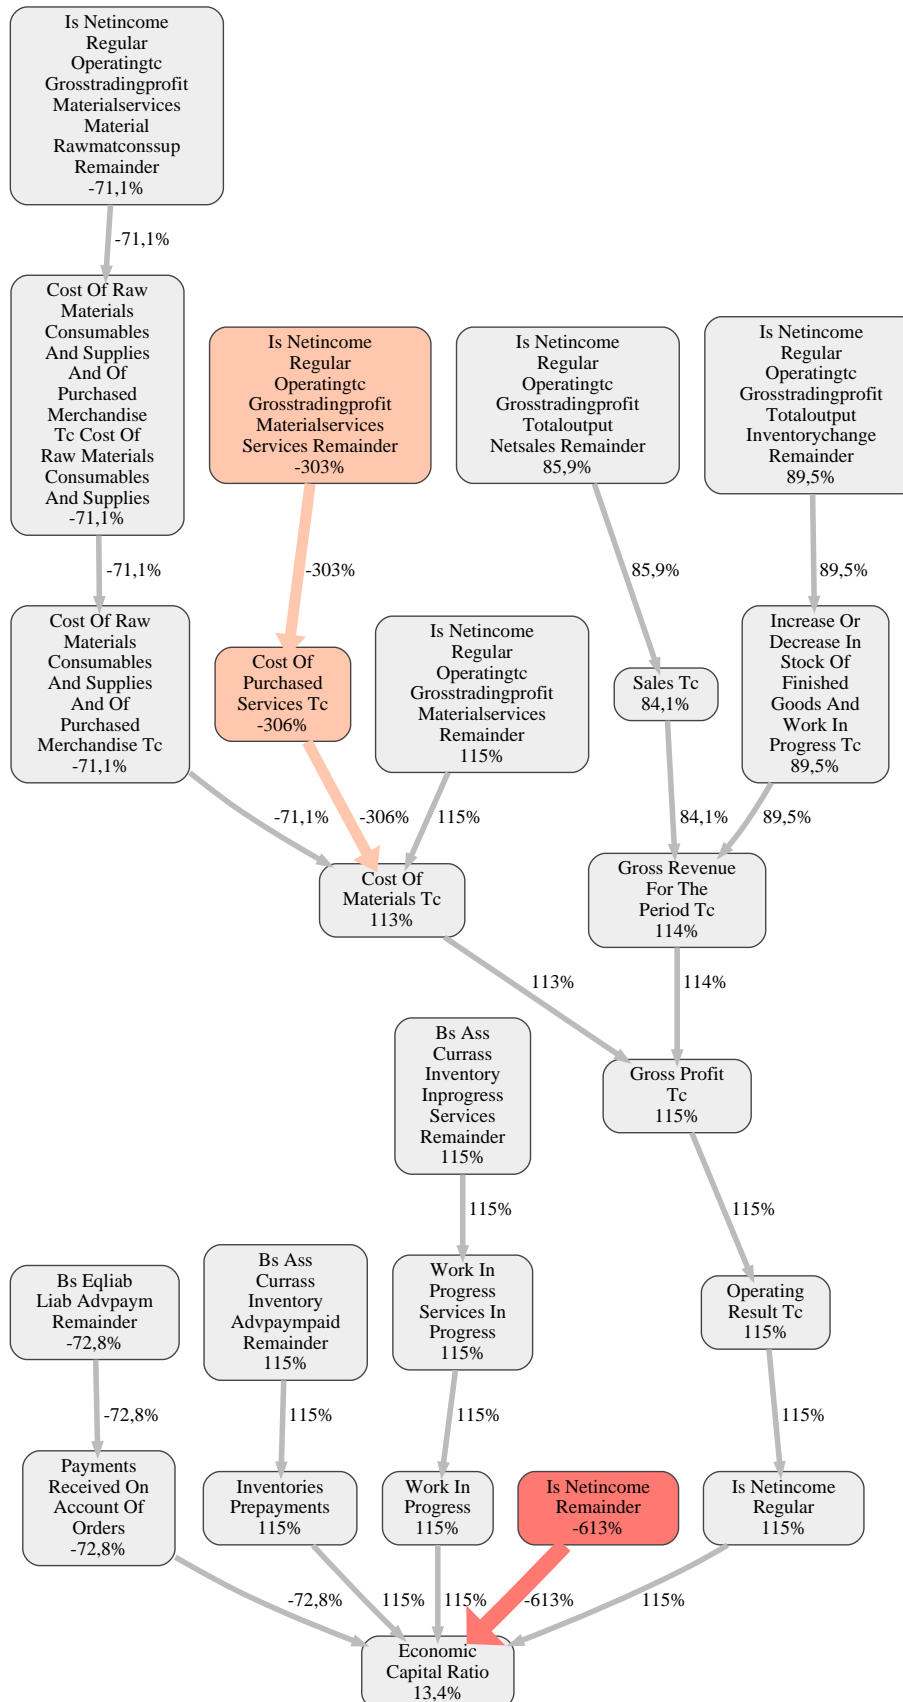 Is Netincome
Regular
Operatingtc
Grosstradingprofit
Materialservices
Material
Rawmatconssup
Remainder
-71,1%
-71,1%
Cost Of Raw
Materials
Consumables
And Supplies
And Of
Purchased
Merchandise
Tc Cost Of
Raw Materials
Consumables
And Supplies
-71,1%
Is Netincome
Regular
Operatingtc
Grosstradingprofit
Materialservices
Services Remainder
-303%
Is Netincome
Regular
Operatingtc
Grosstradingprofit
Totaloutput
Netsales Remainder
85,9%
Is Netincome
Regular
Operatingtc
Grosstradingprofit
Totaloutput
Inventorychange
Remainder
89,5%
-71,1%
-303%
85,9%
89,5%
Cost Of Raw
Materials
Consumables
And Supplies
And Of
Purchased
Merchandise Tc
-71,1%
Cost Of
Purchased
Services Tc
-306%
Is Netincome
Regular
Operatingtc
Grosstradingprofit
Materialservices
Remainder
115%
Sales Tc
84,1%
Increase Or
Decrease In
Stock Of
Finished
Goods And
Work In
Progress Tc
89,5%
-71,1%
-306%
115%
84,1%
89,5%
Cost Of
Materials Tc
113%
Gross Revenue
For The
Period Tc
114%
113%
114%
Bs Ass
Currass
Inventory
Inprogress
Services
Remainder
115%
Gross Profit
Tc
115%
115%
115%
Bs Eqliab
Liab Advpaym
Remainder
-72,8%
Bs Ass
Currass
Inventory
Advpaympaid
Remainder
115%
Work In
Progress
Services In
Progress
115%
Operating
Result Tc
115%
-72,8%
115%
115%
115%
Payments
Received On
Account Of
Orders
-72,8%
Inventories
Prepayments
115%
Work In
Progress
115%
Is Netincome
Remainder
-613%
Is Netincome
Regular
115%
-72,8%
115%
115%
-613%
115%
Economic
Capital Ratio
13,4%